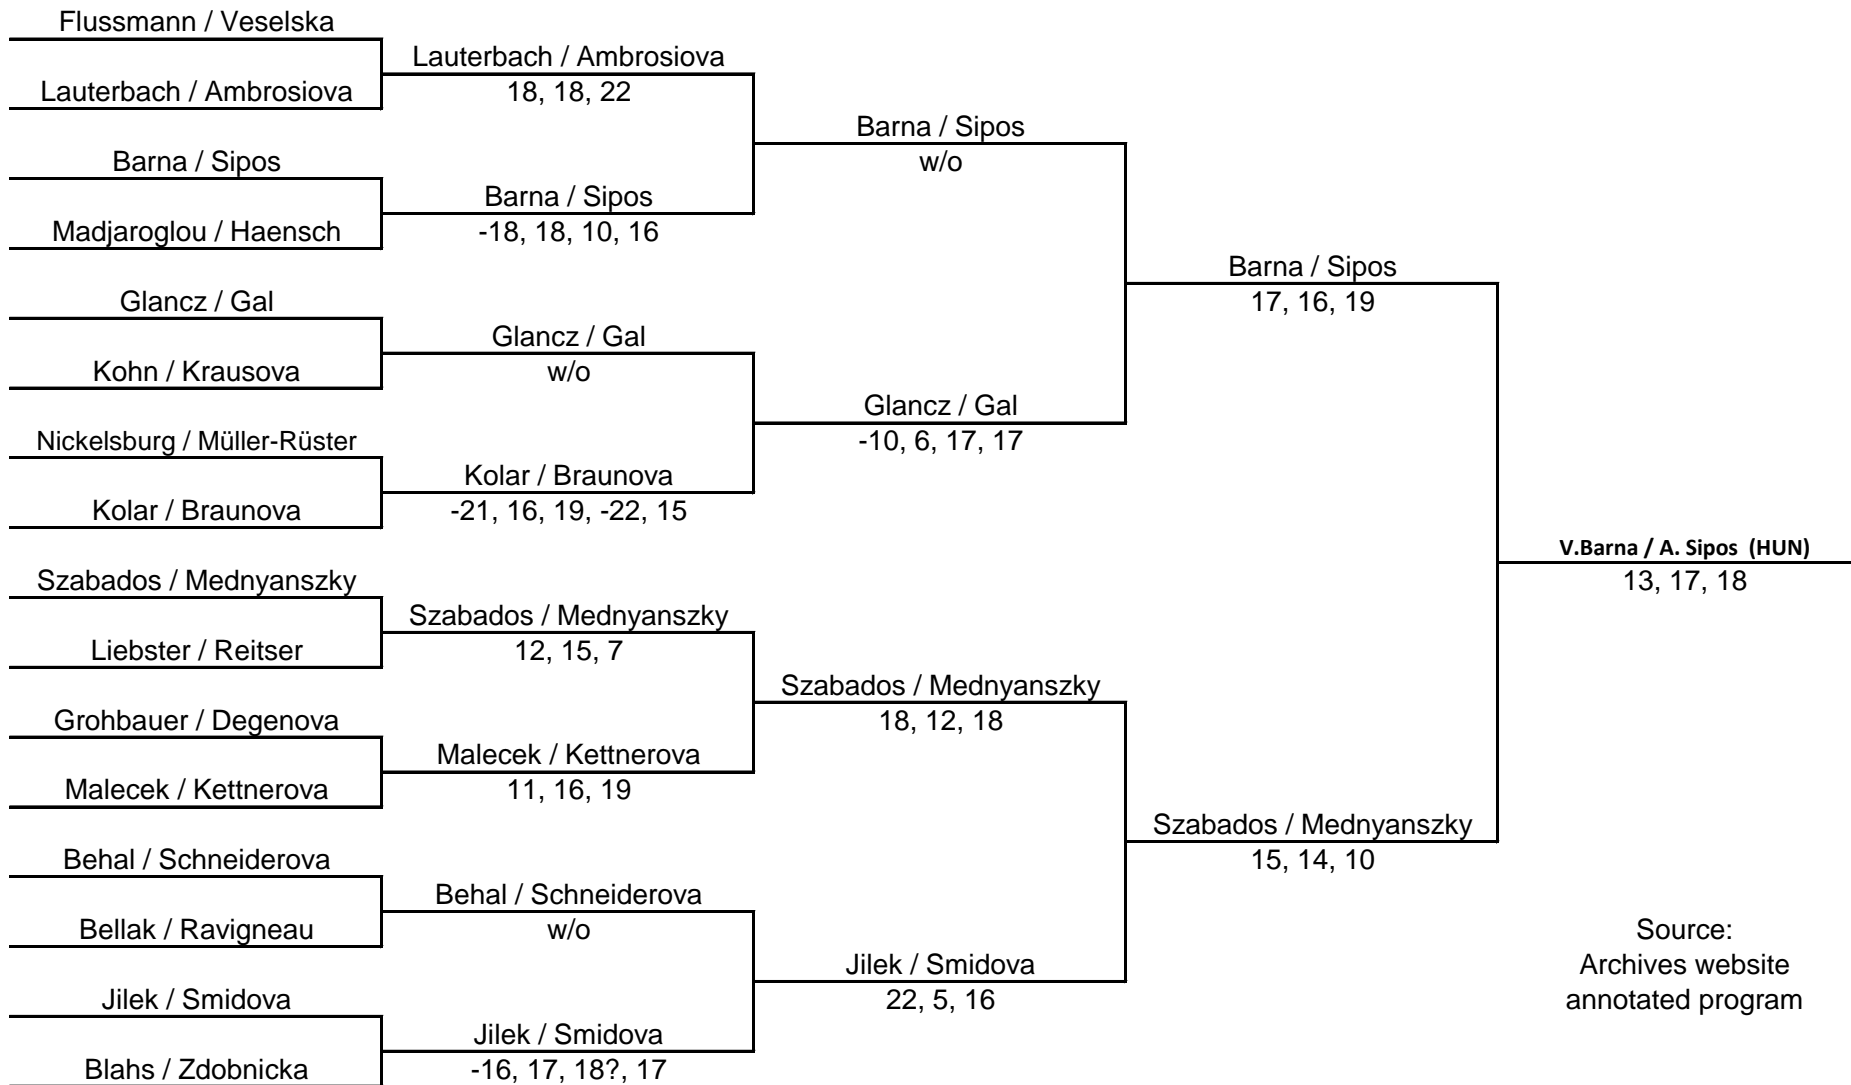 Flussmann / Veselska
Lauterbach / Ambrosiova
Lauterbach / Ambrosiova
18, 18, 22
Barna / Sipos
w/o
Barna / Sipos
Barna / Sipos
-18, 18, 10, 16
Madjaroglou / Haensch
Barna / Sipos
17, 16, 19
Glancz / Gal
Glancz / Gal
w/o
Kohn / Krausova
Glancz / Gal
-10, 6, 17, 17
Nickelsburg / Müller-Rüster
Kolar / Braunova
-21, 16, 19, -22, 15
Kolar / Braunova
V.Barna / A. Sipos (HUN)
13, 17, 18
Szabados / Mednyanszky
Szabados / Mednyanszky
12, 15, 7
Liebster / Reitser
Szabados / Mednyanszky
18, 12, 18
Grohbauer / Degenova
Malecek / Kettnerova
11, 16, 19
Malecek / Kettnerova
Szabados / Mednyanszky
15, 14, 10
Behal / Schneiderova
Behal / Schneiderova
w/o
Bellak / Ravigneau
Jilek / Smidova
22, 5, 16
Jilek / Smidova
Jilek / Smidova
-16, 17, 18?, 17
Blahs / Zdobnicka
Source:
Archives website
annotated program